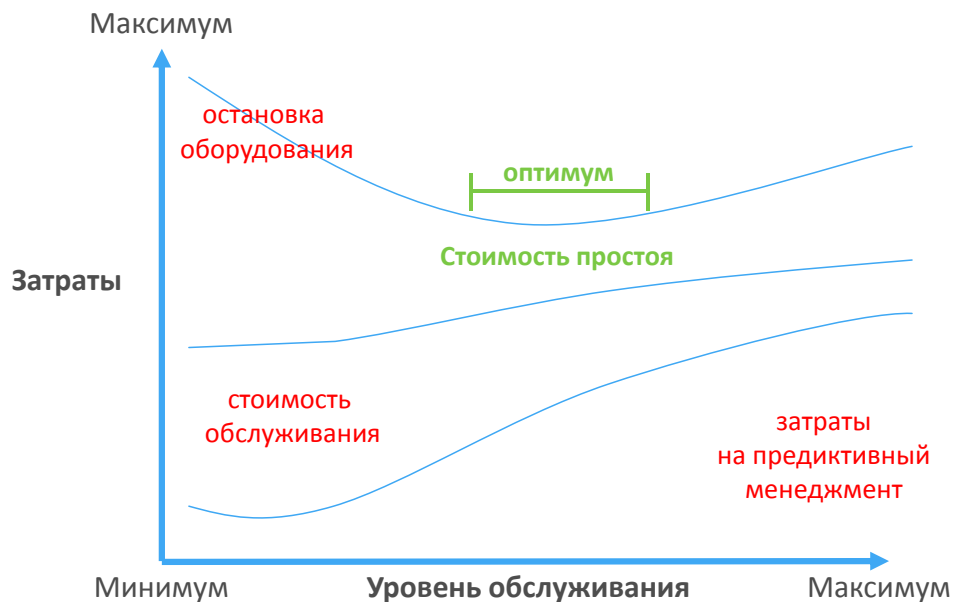 Максимум
остановка
оборудования
оптимум
Стоимость простоя
Затраты
стоимость
обслуживания
затраты
на предиктивный
менеджмент
Минимум
Уровень обслуживания
Максимум